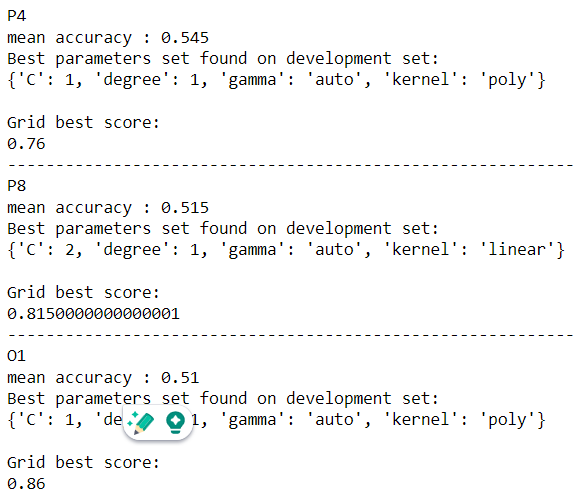 P4
mean accuracy : 0.545
Best parameters set found on development set:
{'C': 1, 'degree': 1, 'gamma': 'auto', 'kernel': 'poly'}
Grid best score:
0.76
-----------------------------------------------------------
P8
mean accuracy : 0.515
Best parameters set found on development set:
{'C': 2, 'degree': 1, 'gamma': 'auto', 'kernel': 'linear'}
Grid best score:
0.8150000000000001
-----------------------------------------------------------
O1
mean accuracy : 0.51
Best parameters set found on development set:
{'C': 1, 'de 1, 'gamma': 'auto', 'kernel': 'poly'}
Grid best score:
0.86